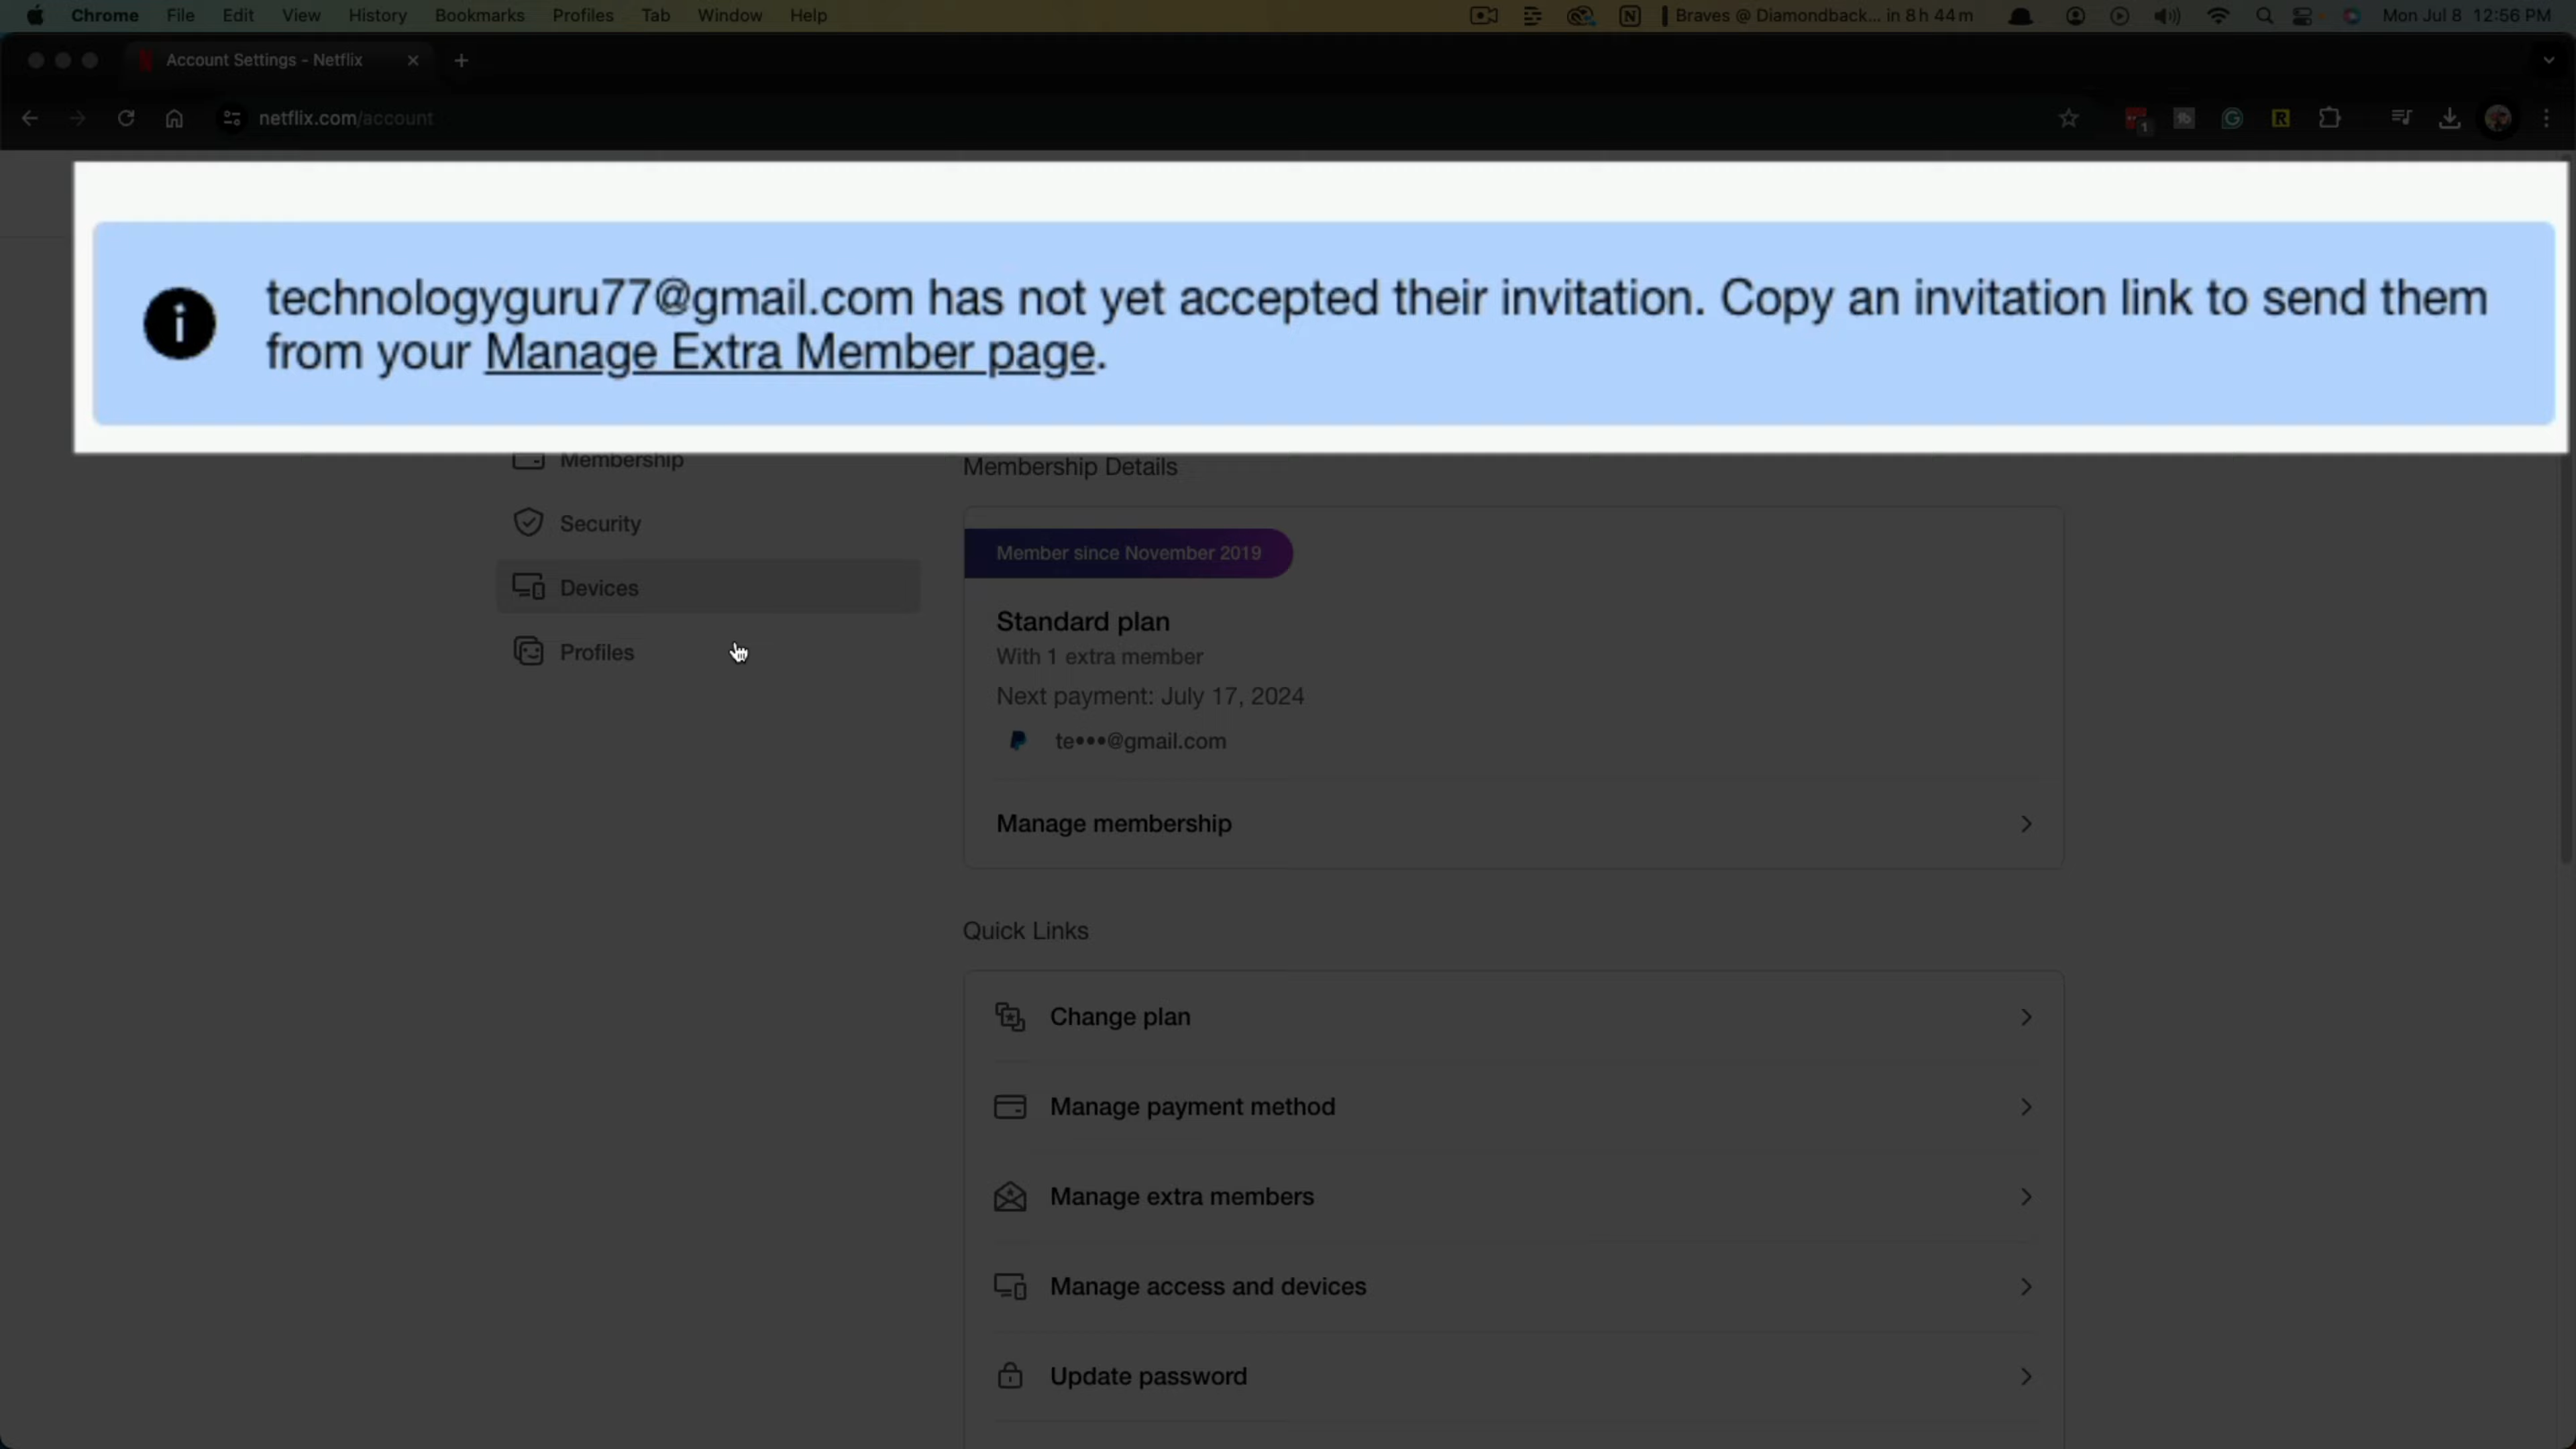 Chrome File Edit View History Bookmarks Profiles Tab Window Help Braves @ Diamondback... in 8 h 44 m Mon Jul 8 12:56 PM
Account Settings - Netflix
netflix.com/account
1
technologyguru77@gmail.com has not yet accepted their invitation. Copy an invitation link to send them
from your Manage Extra Member page.
Membership
Security
Devices
Profiles
Membership Details
Member since November 2019
Standard plan
With 1 extra member
Next payment: July 17, 2024
te•••@gmail.com
Manage membership
Quick Links
Change plan
Manage payment method
Manage extra members
Manage access and devices
Update password